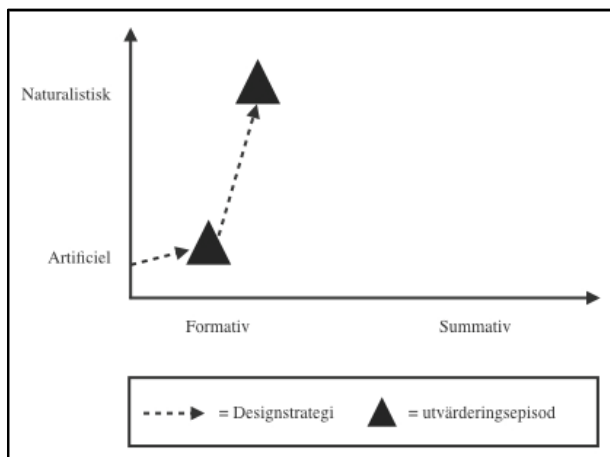 Naturalistisk
Artificiel
Formativ Summativ
= Designstrategi = utvärderingsepisod